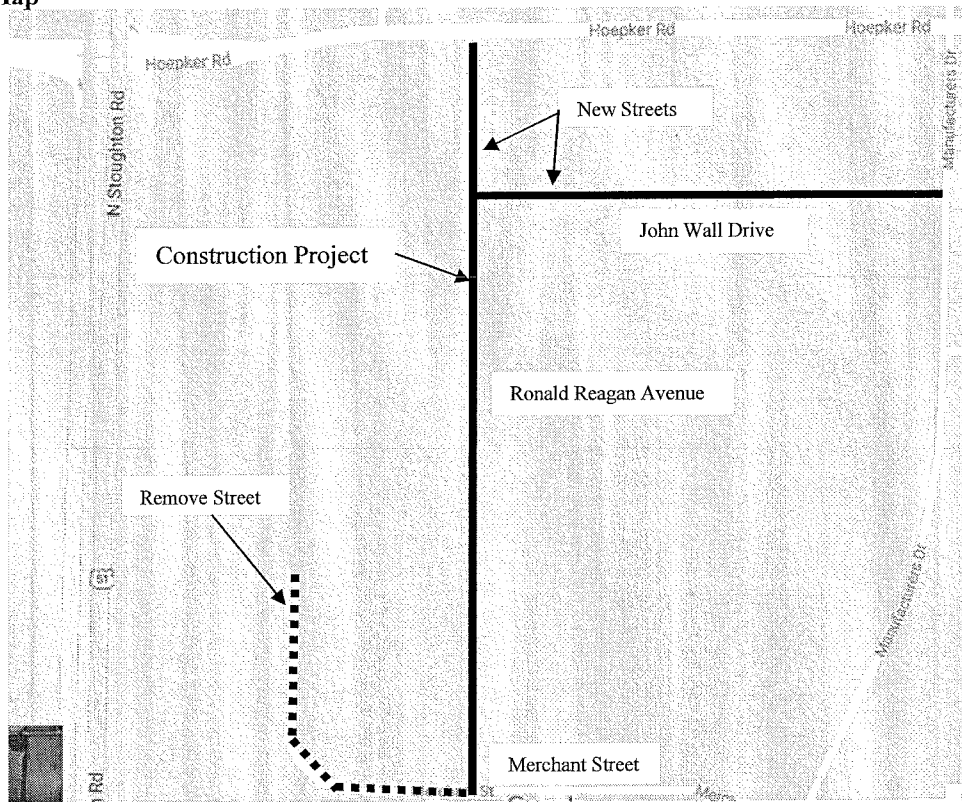 Hoepker Rd
Hoepker Rd
Hoepker Rd
N Stoughton Rd
Manufacturers Dr
New Streets
John Wall Drive
Construction Project
Ronald Reagan Avenue
Remove Street
51
Manufacturers Dr
Merchant Street
St
Rd